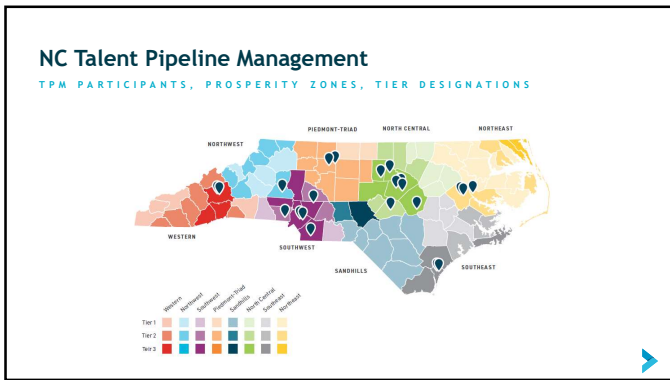 NC Talent Pipeline Management
TPM PARTICIPANTS, PROSPERITY ZONES, TIER DESIGNATIONS
PIEDMONT-TRIAD
NORTH CENTRAL
NORTHEAST
NORTHWEST
WESTERN
SOUTHWEST
SANDHILLS
SOUTHEAST
Western Northwest Southwest Piedmont-Triad Sandhills North Central Southeast Northeast
Tier 1
Tier 2
Tier 3